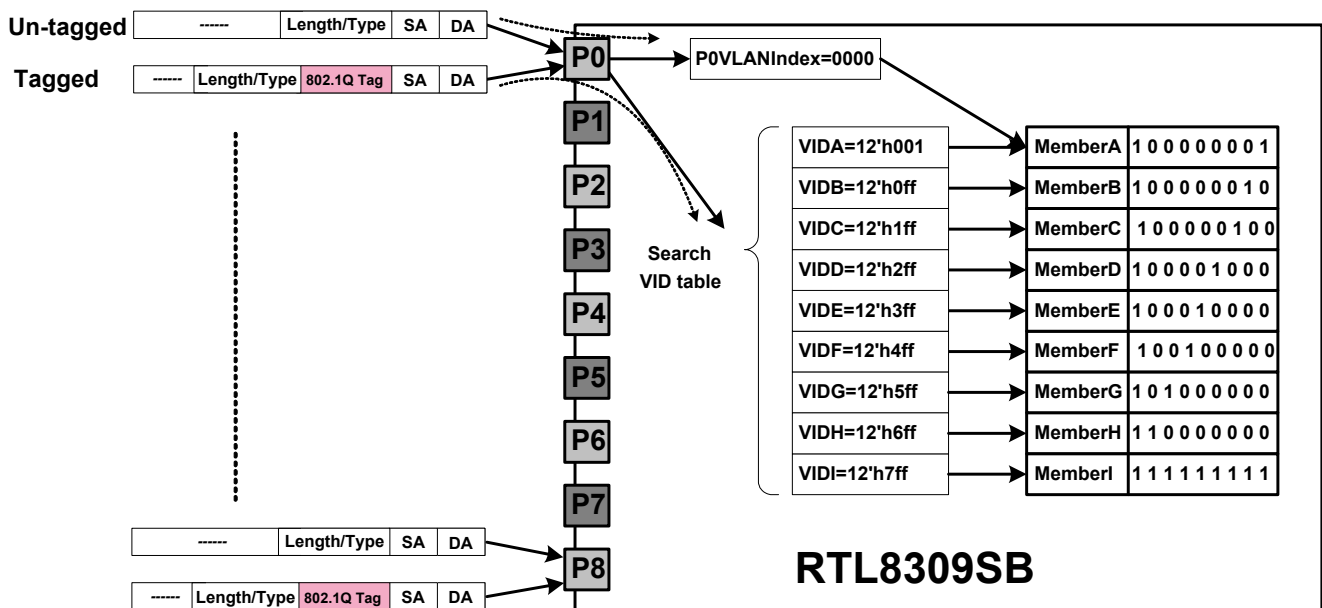 Un-tagged ------ Length/Type SA DA
Tagged ------ Length/Type 802.1Q Tag SA DA
P0
P0VLANIndex=0000
P1
P2
P3
P4
P5
P6
P7
P8
Search
VID table
VIDA=12'h001 MemberA 1 0 0 0 0 0 0 0 1
VIDB=12'h0ff MemberB 1 0 0 0 0 0 0 1 0
VIDC=12'h1ff MemberC 1 0 0 0 0 0 1 0 0
VIDD=12'h2ff MemberD 1 0 0 0 0 1 0 0 0
VIDE=12'h3ff MemberE 1 0 0 0 1 0 0 0 0
VIDF=12'h4ff MemberF 1 0 0 1 0 0 0 0 0
VIDG=12'h5ff MemberG 1 0 1 0 0 0 0 0 0
VIDH=12'h6ff MemberH 1 1 0 0 0 0 0 0 0
VIDI=12'h7ff MemberI 1 1 1 1 1 1 1 1 1
------ Length/Type SA DA
------ Length/Type 802.1Q Tag SA DA
RTL8309SB